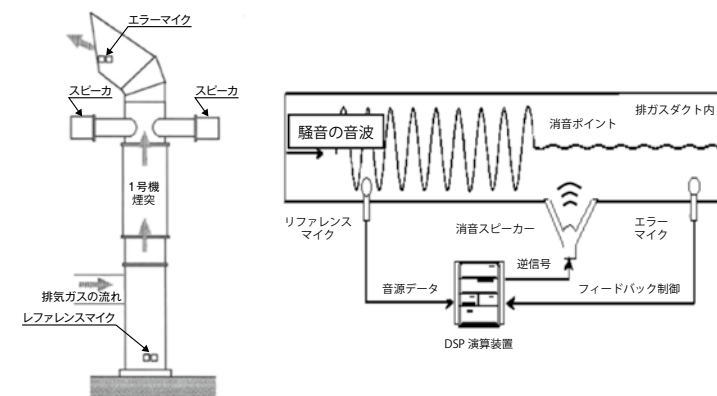 エラーマイク
スピーカ
スピーカ
1号機
煙突
排気ガスの流れ
レファレンスマイク
騒音の音波
消音ポイント
排ガスダクト内
リファレンス
マイク
消音スピーカー
エラー
マイク
逆信号
音源データ
フィードバック制御
DSP 演算装置